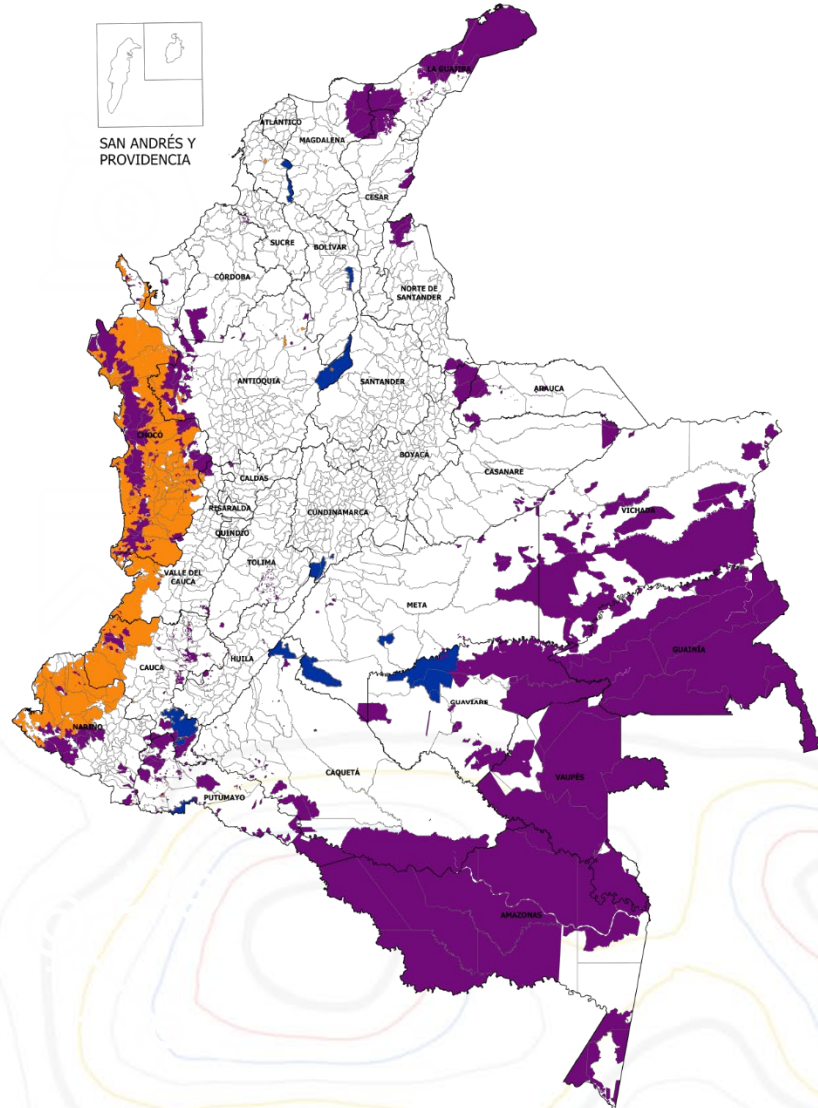 SAN ANDRÉS Y
PROVIDENCIA
LA GUAJIRA
ATLÁNTICO
MAGDALENA
CESAR
SUCRE
BOLÍVAR
CÓRDOBA
NORTE DE
SANTANDER
ANTIOQUIA
SANTANDER
ARAUCA
CHOCÓ
BOYACÁ
CASANARE
CALDAS
RISARALDA
CUNDINAMARCA
VICHADA
QUINDÍO
TOLIMA
VALLE DEL
CAUCA
META
GUAINÍA
HUILA
CAUCA
GUAVIARE
NARIÑO
CAQUETÁ
VAUPÉS
PUTUMAYO
AMAZONAS